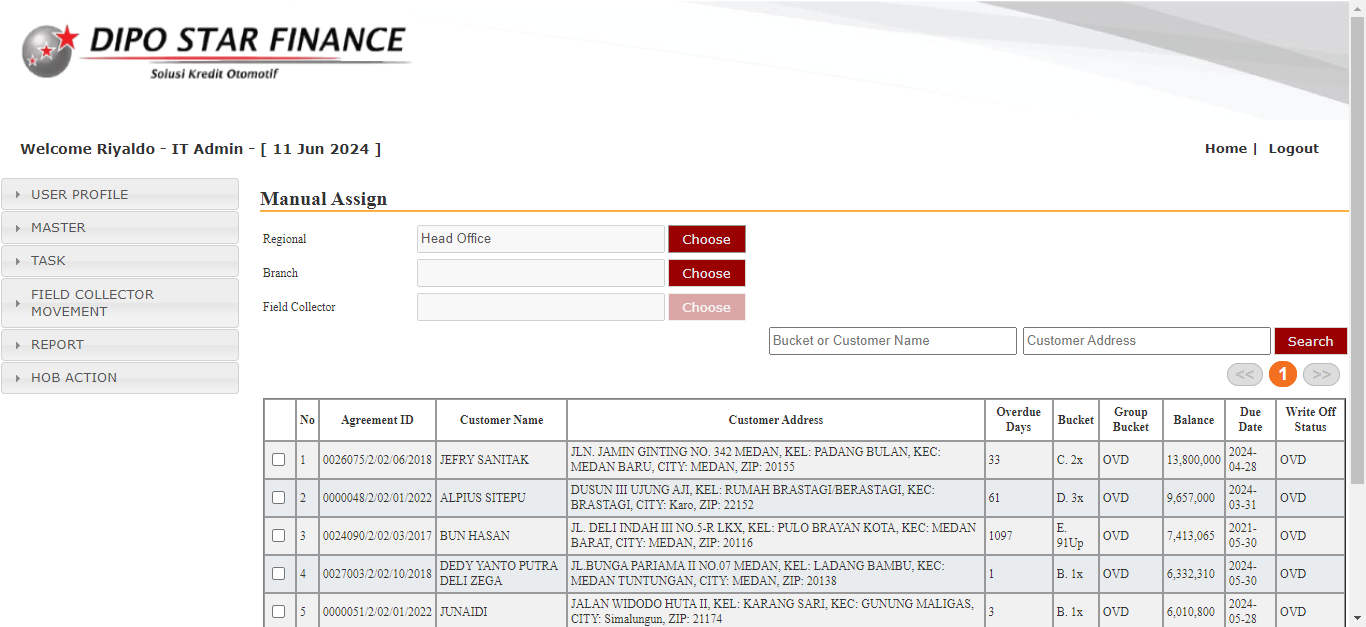 DIPO STAR FINANCE
Solusi Kredit Otomotif
Welcome Riyaldo - IT Admin - [ 11 Jun 2024 ]
Home | Logout
USER PROFILE
MASTER
TASK
FIELD COLLECTOR
MOVEMENT
REPORT
HOB ACTION
Manual Assign
Regional Head Office Choose
Branch Choose
Field Collector Choose
Bucket or Customer Name Customer Address Search
<< 1 >>
No Agreement ID Customer Name Customer Address Overdue Days Bucket Group Bucket Balance Due Date Write Off Status
1 0026075/2/02/06/2018 JEFRY SANITAK JLN. JAMIN GINTING NO. 342 MEDAN, KEL: PADANG BULAN, KEC: MEDAN BARU, CITY: MEDAN, ZIP: 20155 33 C. 2x OVD 13,800,000 2024-04-28 OVD
2 0000048/2/02/01/2022 ALPIUS SITEPU DUSUN III UJUNG AJI, KEL: RUMAH BRASTAGI/BERASTAGI, KEC: BRASTAGI, CITY: Karo, ZIP: 22152 61 D. 3x OVD 9,657,000 2024-03-31 OVD
3 0024090/2/02/03/2017 BUN HASAN JL. DELI INDAH III NO.5-R LKX, KEL: PULO BRAYAN KOTA, KEC: MEDAN BARAT, CITY: MEDAN, ZIP: 20116 1097 E. 91Up OVD 7,413,065 2021-05-30 OVD
4 0027003/2/02/10/2018 DEDY YANTO PUTRA DELI ZEGA JL.BUNGA PARIAMA II NO.07 MEDAN, KEL: LADANG BAMBU, KEC: MEDAN TUNTUNGAN, CITY: MEDAN, ZIP: 20138 1 B. 1x OVD 6,332,310 2024-05-30 OVD
5 0000051/2/02/01/2022 JUNAIDI JALAN WIDODO HUTA II, KEL: KARANG SARI, KEC: GUNUNG MALIGAS, CITY: Simalungun, ZIP: 21174 3 B. 1x OVD 6,010,800 2024-05-28 OVD